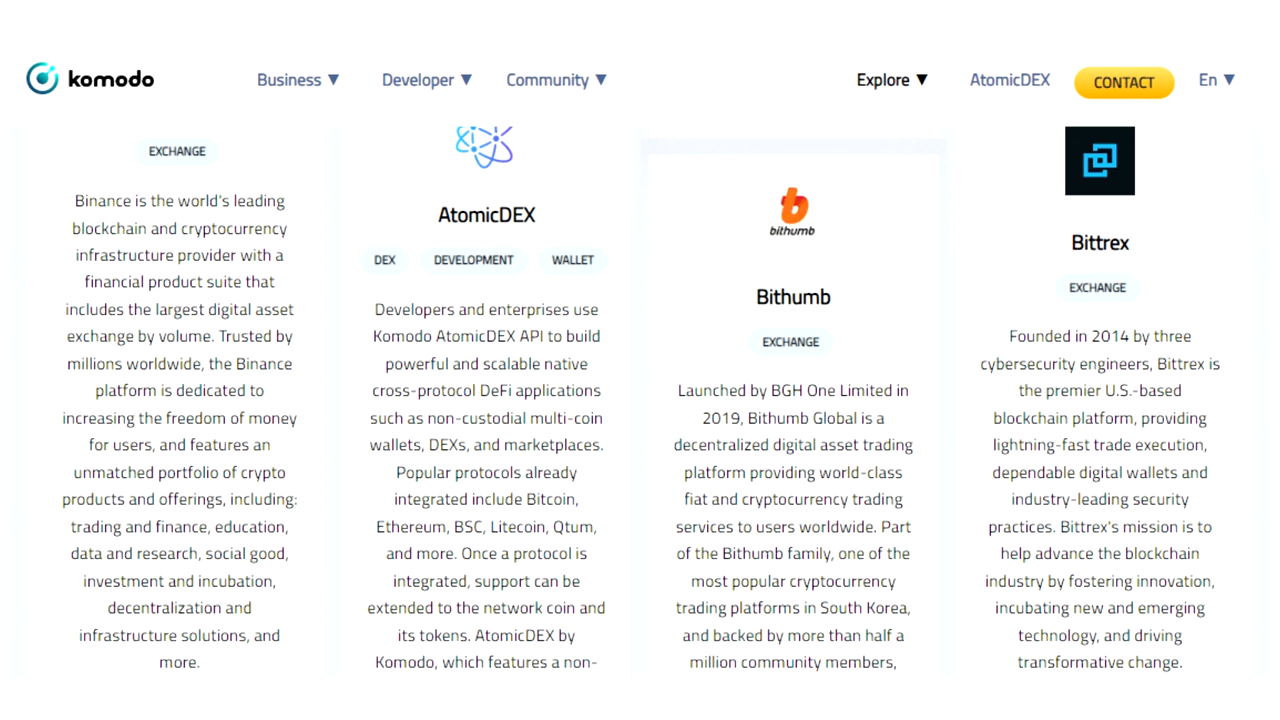 komodo
Business ▼
Developer ▼
Community ▼
Explore ▼
AtomicDEX
CONTACT
En ▼
EXCHANGE
Binance is the world's leading
blockchain and cryptocurrency
infrastructure provider with a
financial product suite that
includes the largest digital asset
exchange by volume. Trusted by
millions worldwide, the Binance
platform is dedicated to
increasing the freedom of money
for users, and features an
unmatched portfolio of crypto
products and offerings, including:
trading and finance, education,
data and research, social good,
investment and incubation,
decentralization and
infrastructure solutions, and
more.
AtomicDEX
DEX
DEVELOPMENT
WALLET
Developers and enterprises use
Komodo AtomicDEX API to build
powerful and scalable native
cross-protocol DeFi applications
such as non-custodial multi-coin
wallets, DEXs, and marketplaces.
Popular protocols already
integrated include Bitcoin,
Ethereum, BSC, Litecoin, Qtum,
and more. Once a protocol is
integrated, support can be
extended to the network coin and
its tokens. AtomicDEX by
Komodo, which features a non-
bithumb
Bithumb
EXCHANGE
Launched by BGH One Limited in
2019, Bithumb Global is a
decentralized digital asset trading
platform providing world-class
fiat and cryptocurrency trading
services to users worldwide. Part
of the Bithumb family, one of the
most popular cryptocurrency
trading platforms in South Korea,
and backed by more than half a
million community members,
Bittrex
EXCHANGE
Founded in 2014 by three
cybersecurity engineers, Bittrex is
the premier U.S.-based
blockchain platform, providing
lightning-fast trade execution,
dependable digital wallets and
industry-leading security
practices. Bittrex's mission is to
help advance the blockchain
industry by fostering innovation,
incubating new and emerging
technology, and driving
transformative change.